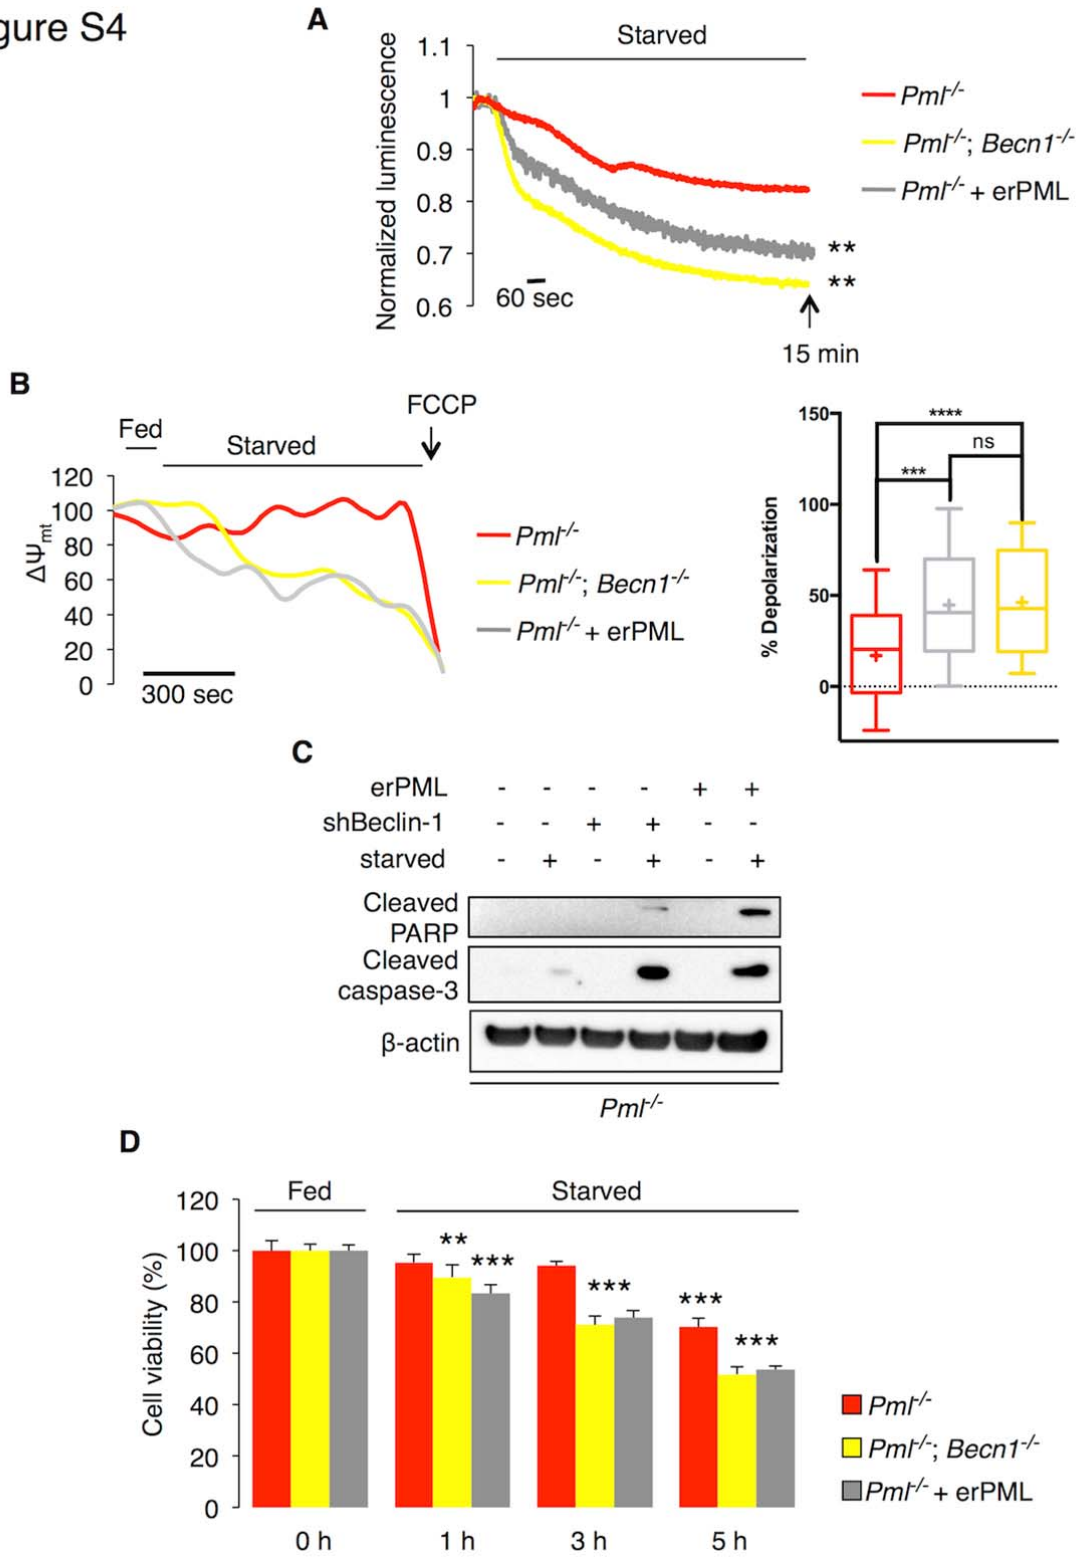 gure S4
A
Starved
1.1
1
0.9
0.8
0.7
0.6
Normalized luminescence
60 sec
15 min
**
**
Pml-/-
Pml-/-; Becn1-/-
Pml-/- + erPML
B
Fed
Starved
FCCP
120
100
80
60
40
20
0
ΔΨmt
300 sec
Pml-/-
Pml-/-; Becn1-/-
Pml-/- + erPML
150
100
50
0
% Depolarization
****
ns
***
C
erPML - - - - + +
shBeclin-1 - - + + - -
starved - + - + - +
Cleaved
PARP
Cleaved
caspase-3
β-actin
Pml-/-
D
Fed
Starved
120
100
80
60
40
20
0
Cell viability (%)
**
***
***
***
***
0 h 1 h 3 h 5 h
Pml-/-
Pml-/-; Becn1-/-
Pml-/- + erPML